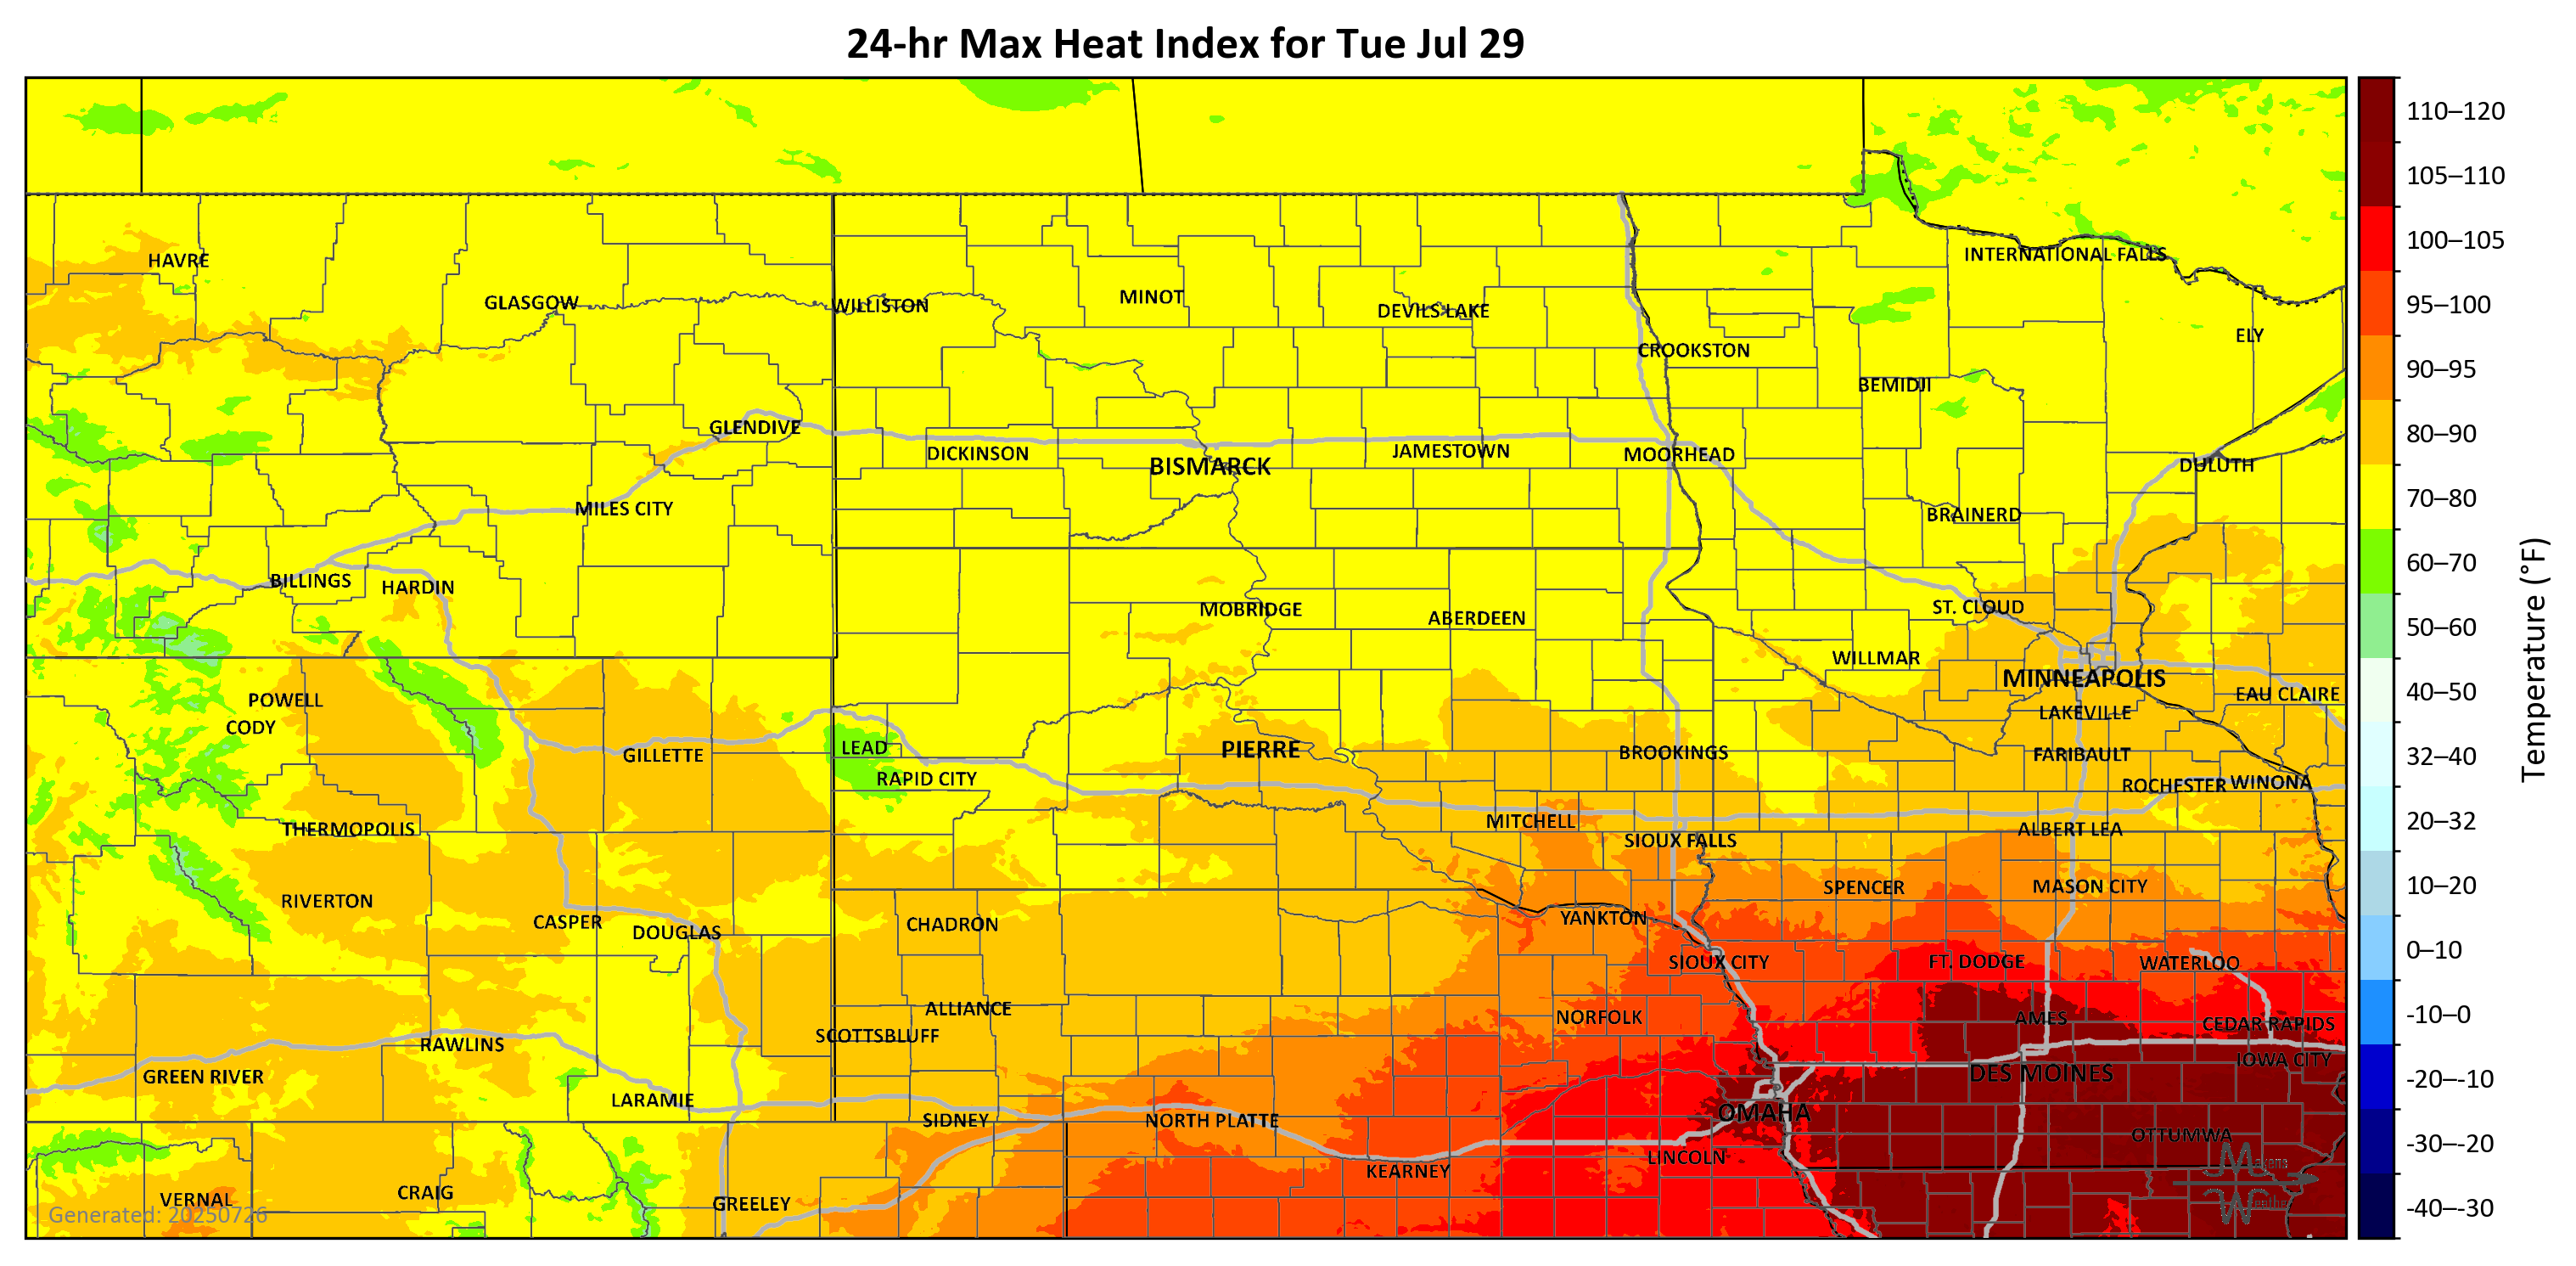 24-hr Max Heat Index for Tue Jul 29
110–120
105–110
100–105
95–100
90–95
80–90
70–80
60–70
50–60
40–50
32–40
20–32
10–20
0–10
-10–0
-20–-10
-30–-20
-40–-30
Temperature (°F)
HAVRE
INTERNATIONAL FALLS
GLASGOW
WILLISTON
MINOT
DEVILS LAKE
ELY
CROOKSTON
BEMIDJI
GLENDIVE
DICKINSON
BISMARCK
JAMESTOWN
MOORHEAD
DULUTH
MILES CITY
BRAINERD
BILLINGS
HARDIN
MOBRIDGE
ABERDEEN
ST. CLOUD
WILLMAR
MINNEAPOLIS
EAU CLAIRE
POWELL
CODY
LAKEVILLE
GILLETTE
LEAD
PIERRE
BROOKINGS
FARIBAULT
RAPID CITY
ROCHESTER
WINONA
THERMOPOLIS
MITCHELL
SIOUX FALLS
ALBERT LEA
RIVERTON
SPENCER
MASON CITY
CASPER
DOUGLAS
CHADRON
YANKTON
SIOUX CITY
FT. DODGE
WATERLOO
ALLIANCE
NORFOLK
AMES
CEDAR RAPIDS
SCOTTSBLUFF
RAWLINS
IOWA CITY
GREEN RIVER
DES MOINES
LARAMIE
SIDNEY
NORTH PLATTE
OMAHA
OTTUMWA
LINCOLN
KEARNEY
VERNAL
CRAIG
GREELEY
Generated: 20250726
Makens
Weather